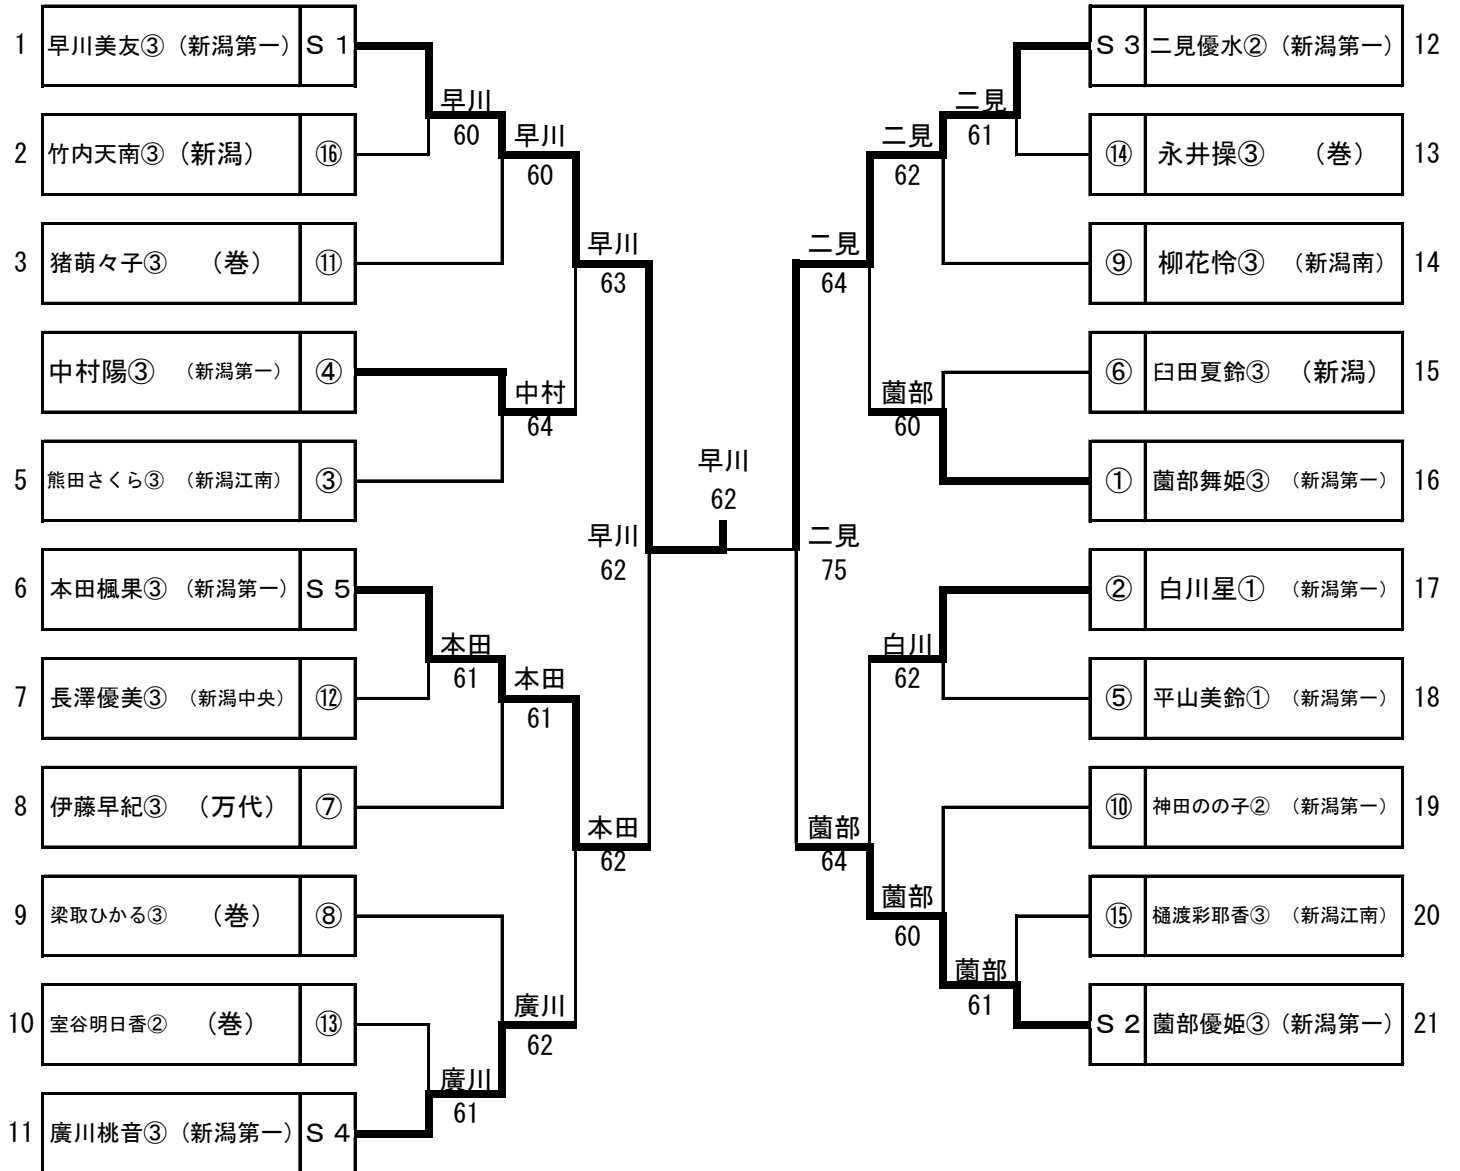 1 早川美友③（新潟第一） S 1
2 竹内天南③（新潟） ⑯
3 猪萌々子③ （巻） ⑪
中村陽③ （新潟第一） ④
5 熊田さくら③ （新潟江南） ③
6 本田楓果③（新潟第一） S 5
7 長澤優美③ （新潟中央） ⑫
8 伊藤早紀③ （万代） ⑦
9 梁取ひかる③ （巻） ⑧
10 室谷明日香② （巻） ⑬
11 廣川桃音③（新潟第一） S 4
早川
60
早川
60
早川
63
中村
64
早川
62
本田
61
本田
61
本田
62
廣川
62
廣川
61
早川
62
二見
61
二見
62
二見
64
薗部
60
二見
75
白川
62
薗部
64
薗部
60
薗部
61
S 3 二見優水②（新潟第一） 12
⑭ 永井操③ （巻） 13
⑨ 柳花怜③ （新潟南） 14
⑥ 臼田夏鈴③ （新潟） 15
① 薗部舞姫③ （新潟第一） 16
② 白川星① （新潟第一） 17
⑤ 平山美鈴① （新潟第一） 18
⑩ 神田のの子② （新潟第一） 19
⑮ 樋渡彩耶香③ （新潟江南） 20
S 2 薗部優姫③（新潟第一） 21